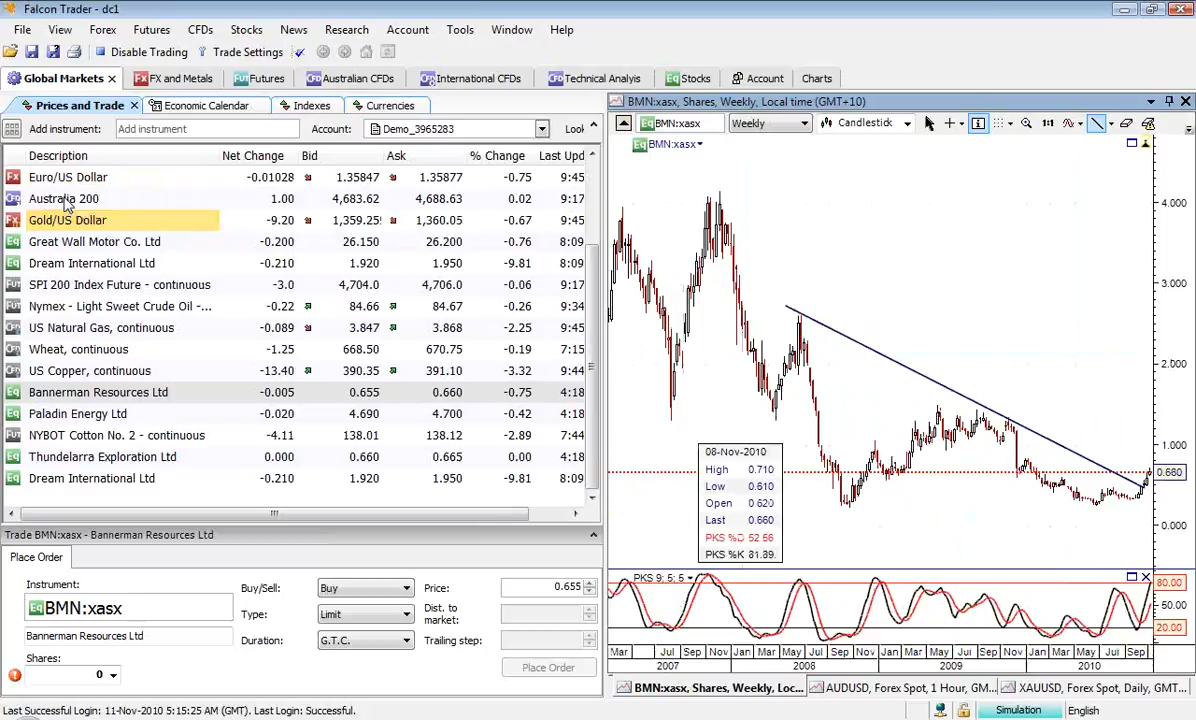 Falcon Trader - dc1
File View Forex Futures CFDs Stocks News Research Account Tools Window Help
Disable Trading Trade Settings
Global Markets FX and Metals Futures Australian CFDs International CFDs Technical Analysis Stocks Account Charts
Prices and Trade Economic Calendar Indexes Currencies
Add instrument: Add instrument Account: Demo_3965283 Look
Description Net Change Bid Ask % Change Last Upd
Euro/US Dollar -0.01028 1.35847 1.35877 -0.75 9:45
Australia 200 1.00 4,683.62 4,688.63 0.02 9:17
Gold/US Dollar -9.20 1,359.25 1,360.05 -0.67 9:45
Great Wall Motor Co. Ltd -0.200 26.150 26.200 -0.76 8:09
Dream International Ltd -0.210 1.920 1.950 -9.81 8:09
SPI 200 Index Future - continuous -3.0 4,704.0 4,706.0 -0.06 9:17
Nymex - Light Sweet Crude Oil -... -0.22 84.66 84.67 -0.26 9:34
US Natural Gas, continuous -0.089 3.847 3.868 -2.25 9:45
Wheat, continuous -1.25 668.50 670.75 -0.19 7:15
US Copper, continuous -13.40 390.35 391.10 -3.32 9:44
Bannerman Resources Ltd -0.005 0.655 0.660 -0.75 4:18
Paladin Energy Ltd -0.020 4.690 4.700 -0.42 4:18
NYBOT Cotton No. 2 - continuous -4.11 138.01 138.12 -2.89 7:44
Thundelarra Exploration Ltd 0.000 0.660 0.665 0.00 4:18
Dream International Ltd -0.210 1.920 1.950 -9.81 8:09
Trade BMN:xasx - Bannerman Resources Ltd
Place Order
Instrument: Buy/Sell: Buy Price: 0.655
BMN:xasx Type: Limit Dist. to market:
Bannerman Resources Ltd Duration: G.T.C. Trailing step:
Shares: 0 Place Order
BMN:xasx, Shares, Weekly, Local time (GMT+10)
BMN:xasx Weekly Candlestick 1:1
BMN:xasx
4.000
3.000
2.000
1.000
0.660
0.000
08-Nov-2010
High 0.710
Low 0.610
Open 0.620
Last 0.660
PKS %D 52.56
PKS %K 81.89
PKS 9; 5; 5
80.00
50.00
20.00
Mar Jul Sep Nov Mar May Jul Sep Nov Mar May Jul Sep Nov Jan Mar May Jul Sep
2007 2008 2009 2010
BMN:xasx, Shares, Weekly, Loc... AUDUSD, Forex Spot, 1 Hour, GM... XAUUSD, Forex Spot, Daily, GMT...
Last Successful Login: 11-Nov-2010 5:15:25 AM (GMT). Last Login: Successful. Simulation English